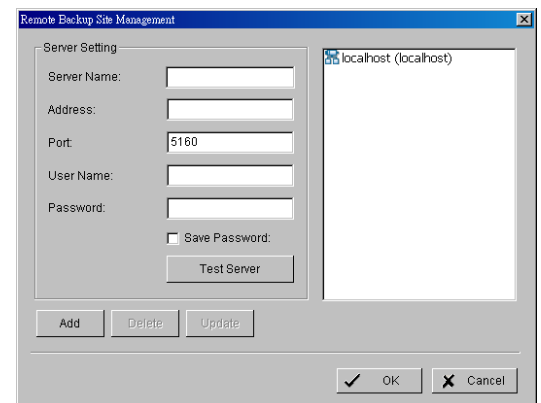 Remote Backup Site Management
Server Setting
Server Name:
Address:
Port: 5160
User Name:
Password:
Save Password:
Test Server
localhost (localhost)
Add Delete Update
OK Cancel